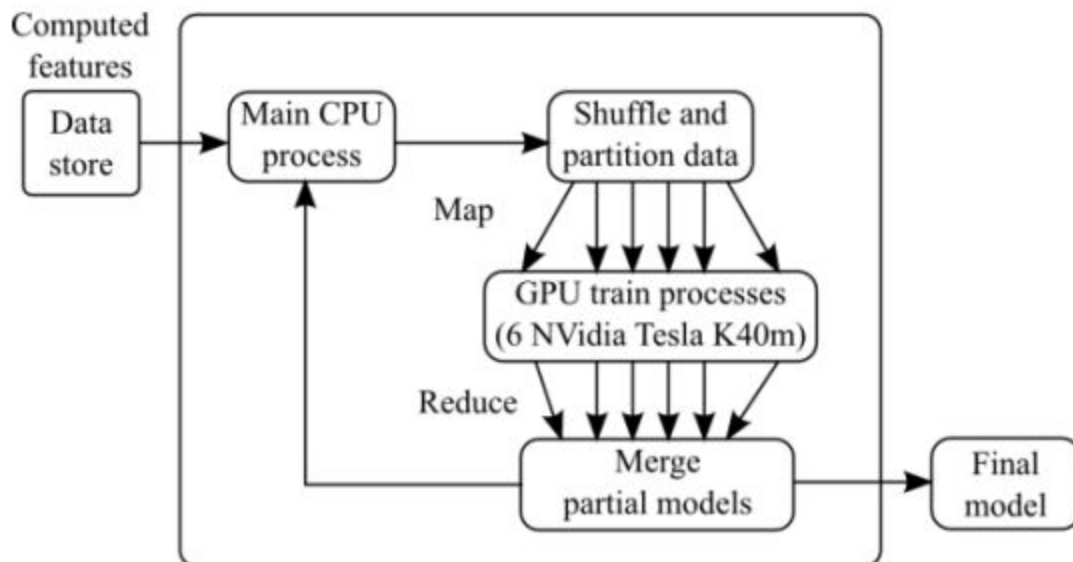 Computed
features
Data
store
Main CPU
process
Shuffle and
partition data
Map
GPU train processes
(6 NVidia Tesla K40m)
Reduce
Merge
partial models
Final
model